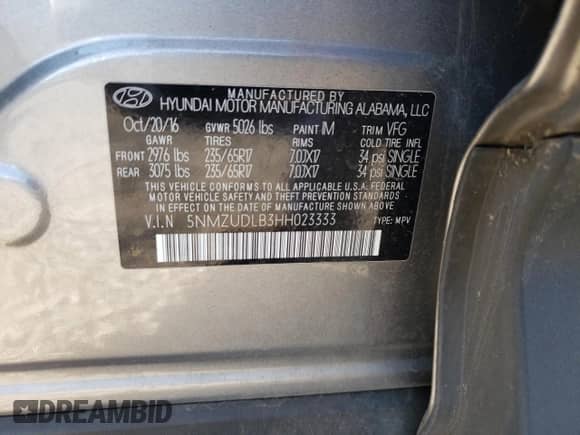 MANUFACTURED BY
HYUNDAI MOTOR MANUFACTURING ALABAMA, LLC
Oct/20/16 GVWR 5026 lbs PAINT IM TRIM VFG
GAWR TIRES RIMS COLD TIRE INFL
FRONT 2976 lbs 235/65R17 7.0JX17 34 psi SINGLE
REAR 3075 lbs 235/65R17 7.0JX17 34 psi SINGLE
THIS VEHICLE CONFORMS TO ALL APPLICABLE U.S.A. FEDERAL
MOTOR VEHICLE SAFETY AND THEFT PREVENTION STANDARDS
IN EFFECT ON THE DATE OF MANUFACTURE SHOWN ABOVE.
V.I.N 5NMZUDLB3HH023333 TYPE: MPV
DREAMBID